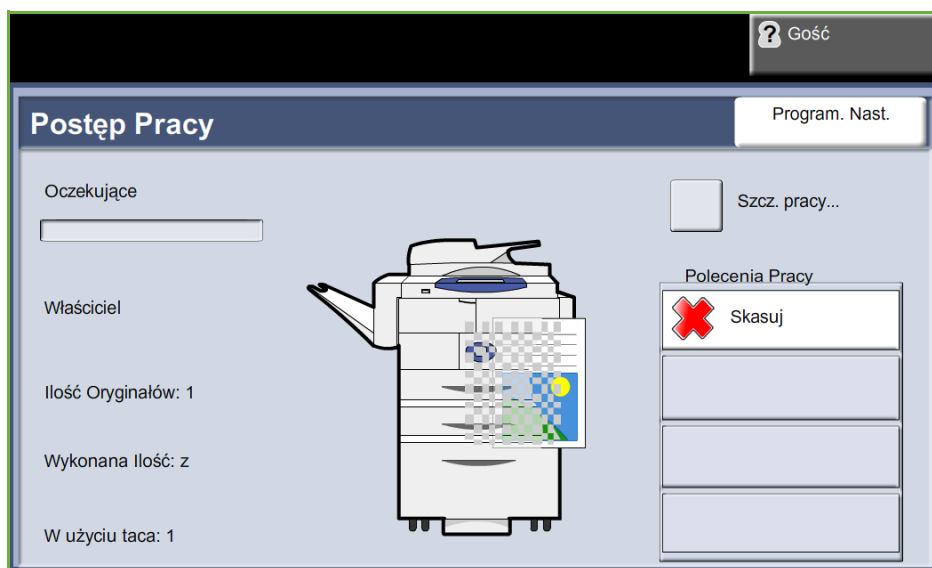 Gość
Postęp Pracy
Program. Nast.
Oczekujące
Szcz. pracy...
Polecenia Pracy
Właściciel
Skasuj
Ilość Oryginałów: 1
Wykonana Ilość: z
W użyciu taca: 1